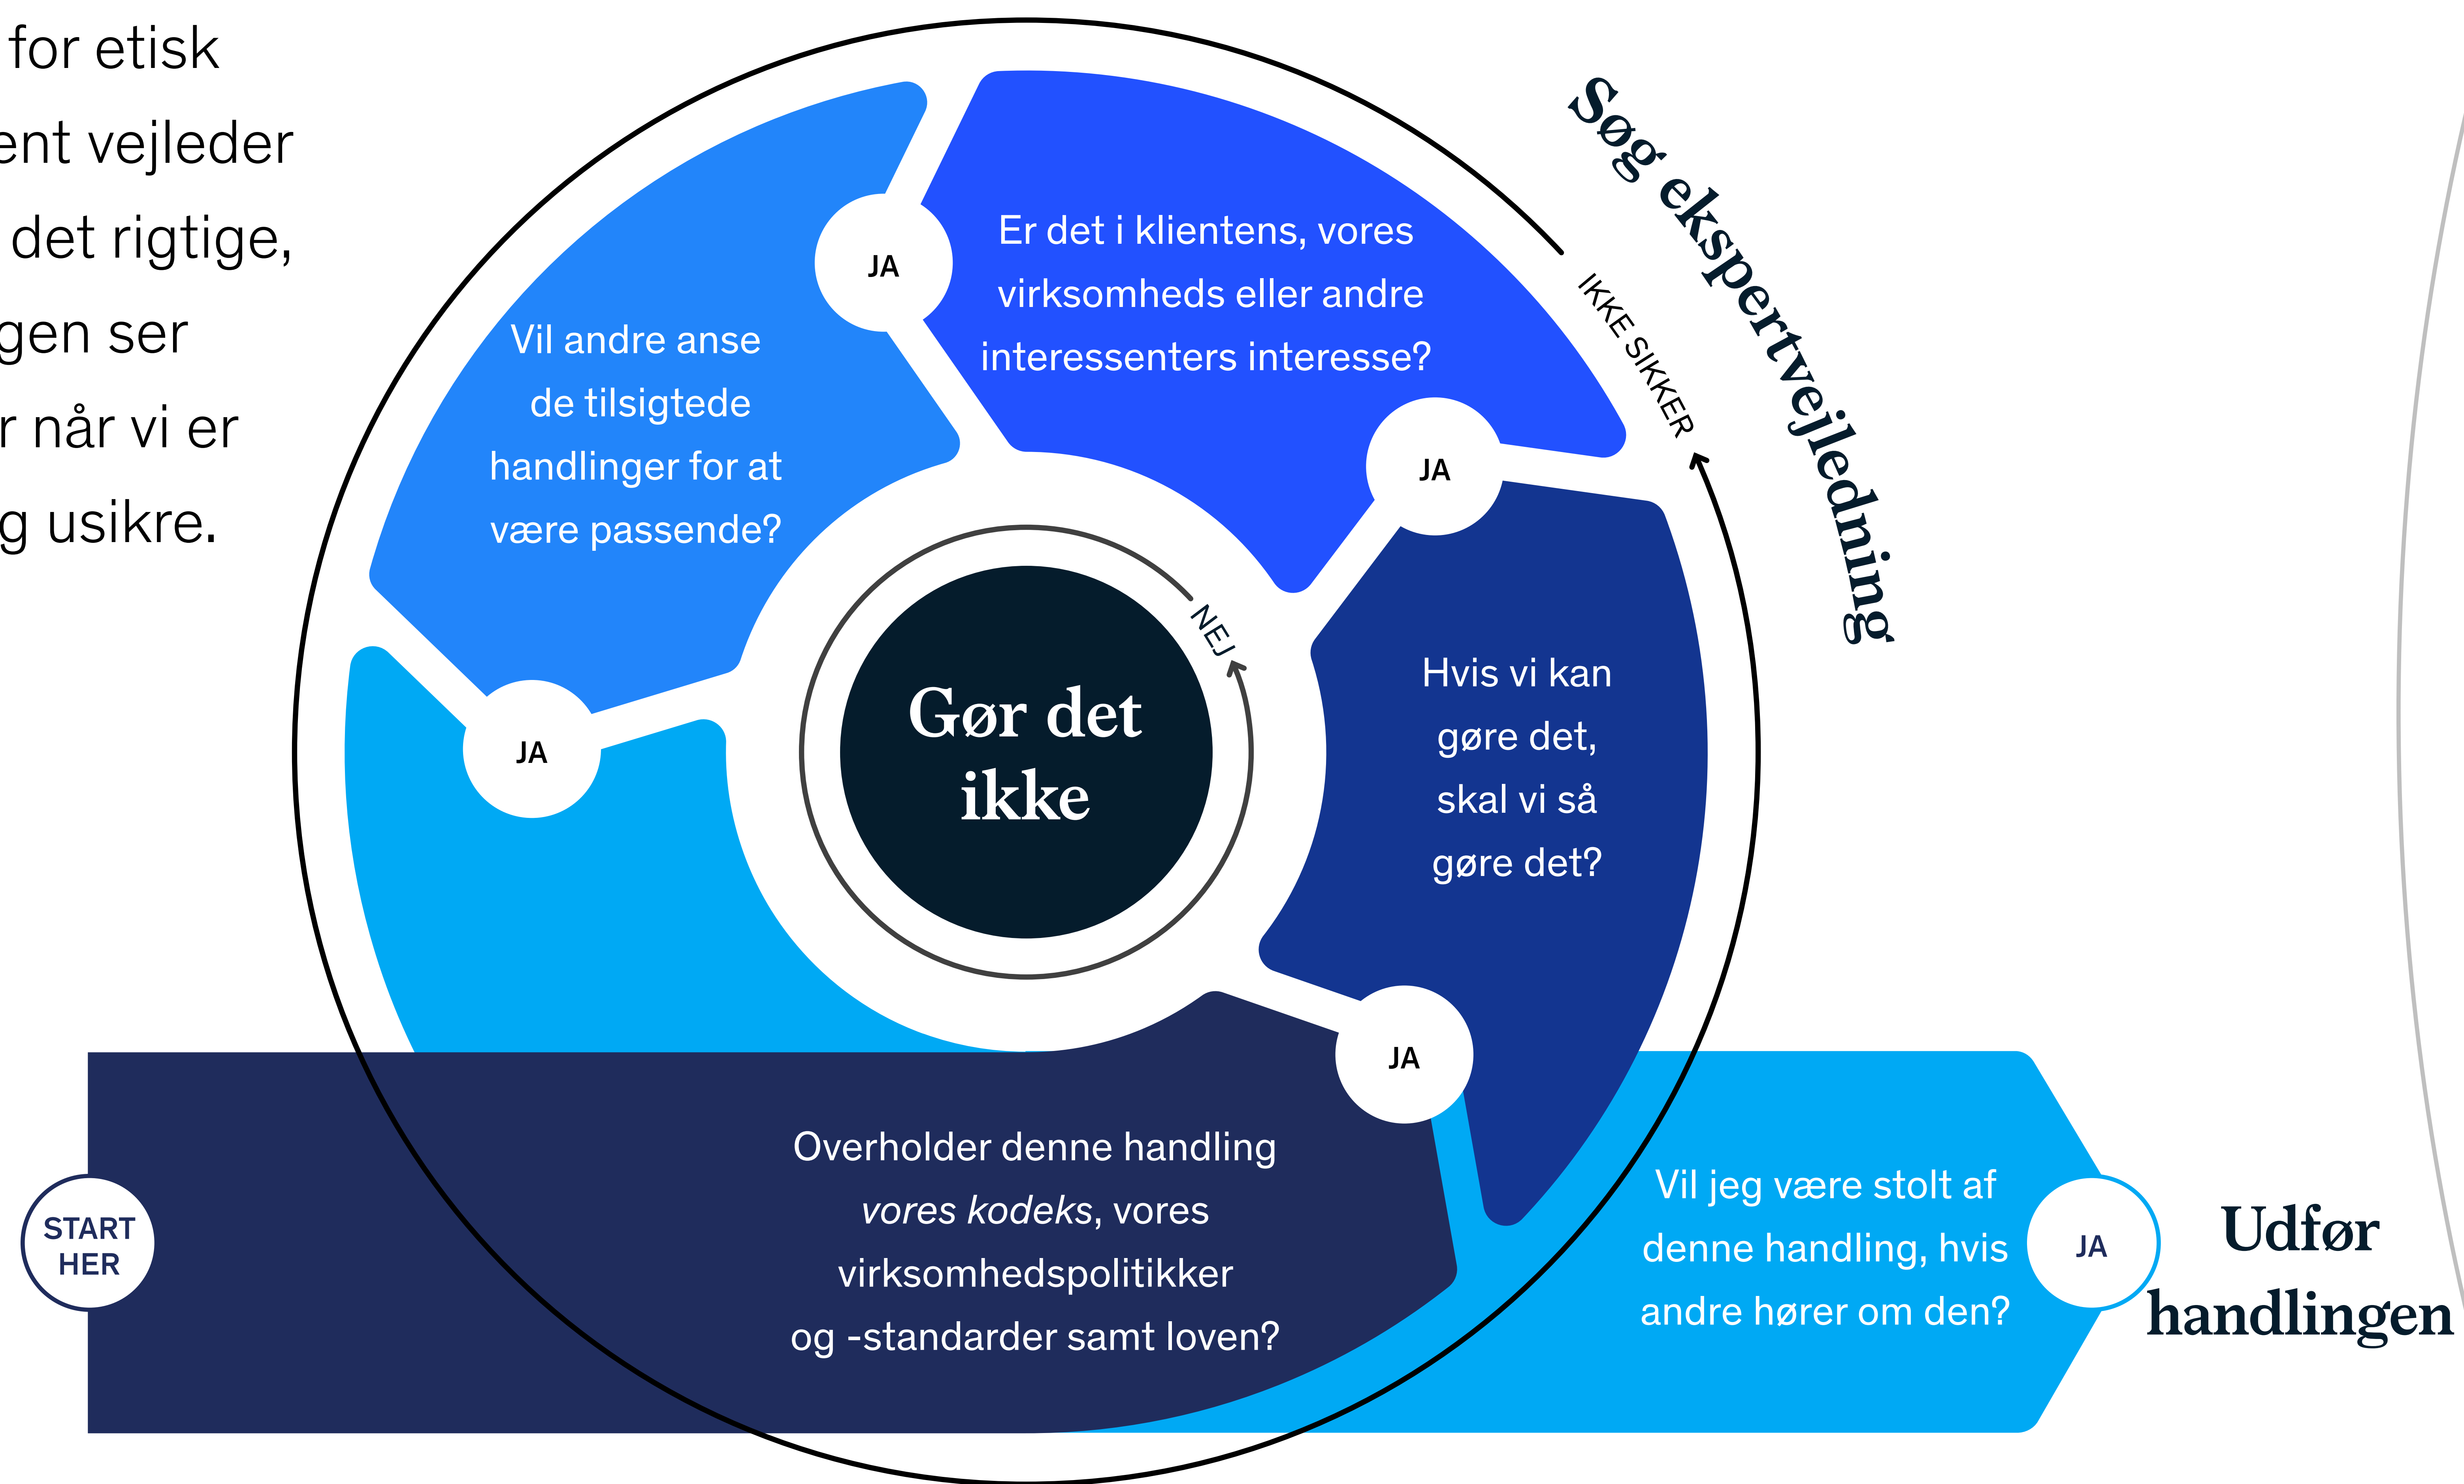 for etisk
vejleder
det rigtige,
ser
når vi er
usikre.
START
HER
Overholder denne handling
vores kodeks, vores
virksomhedspolitikker
og -standarder samt loven?
JA
Hvis vi kan
gøre det,
skal vi så
gøre det?
JA
Er det i klientens, vores
virksomheds eller andre
interessenters interesse?
JA
Vil andre anse
de tilsigtede
handlinger for at
være passende?
JA
Vil jeg være stolt af
denne handling, hvis
andre hører om den?
JA
Udfør
handlingen
Gør det
ikke
NEJ
IKKE SIKKER
Søg ekspertvejledning